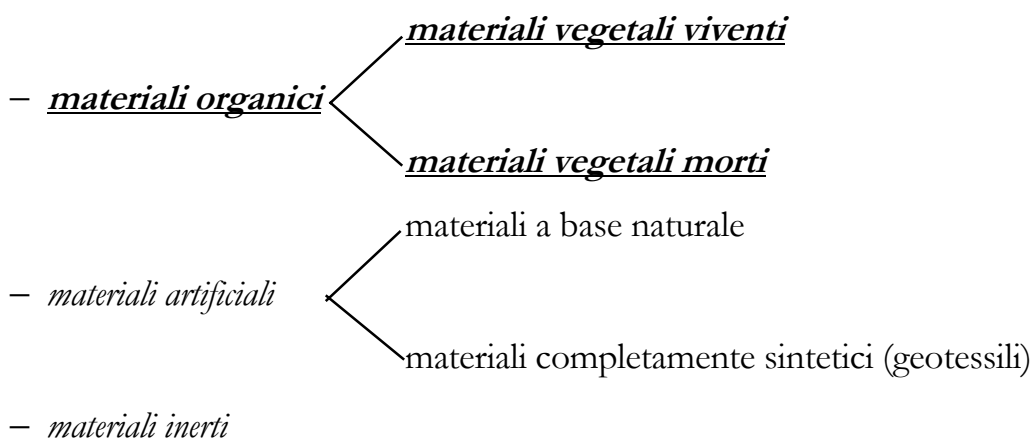 materiali vegetali viventi
– materiali organici
materiali vegetali morti
materiali a base naturale
– materiali artificiali
materiali completamente sintetici (geotessili)
– materiali inerti